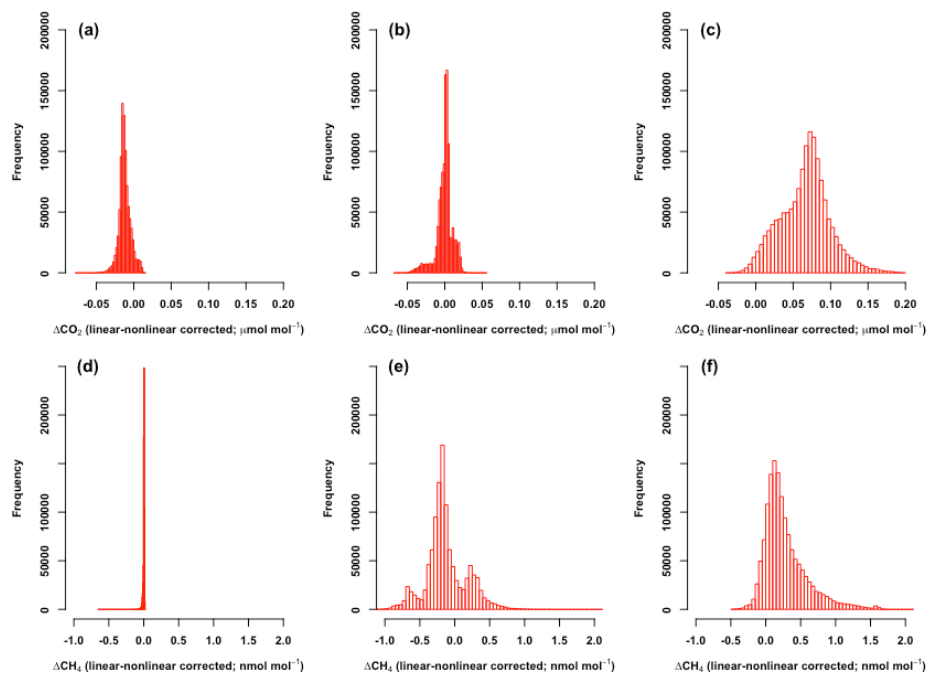 (a) (b) (c)
200000 200000 200000
150000 150000 150000
100000 100000 100000
50000 50000 50000
0 0 0
Frequency Frequency Frequency
-0.05 0.00 0.05 0.10 0.15 0.20 -0.05 0.00 0.05 0.10 0.15 0.20 -0.05 0.00 0.05 0.10 0.15 0.20
ΔCO₂ (linear-nonlinear corrected; μmol mol⁻¹) ΔCO₂ (linear-nonlinear corrected; μmol mol⁻¹) ΔCO₂ (linear-nonlinear corrected; μmol mol⁻¹)
(d) (e) (f)
200000 200000 200000
100000 100000 100000
50000 50000 50000
0 0 0
Frequency Frequency Frequency
-1.0 -0.5 0.0 0.5 1.0 1.5 2.0 -1.0 -0.5 0.0 0.5 1.0 1.5 2.0 -1.0 -0.5 0.0 0.5 1.0 1.5 2.0
ΔCH₄ (linear-nonlinear corrected; nmol mol⁻¹) ΔCH₄ (linear-nonlinear corrected; nmol mol⁻¹) ΔCH₄ (linear-nonlinear corrected; nmol mol⁻¹)